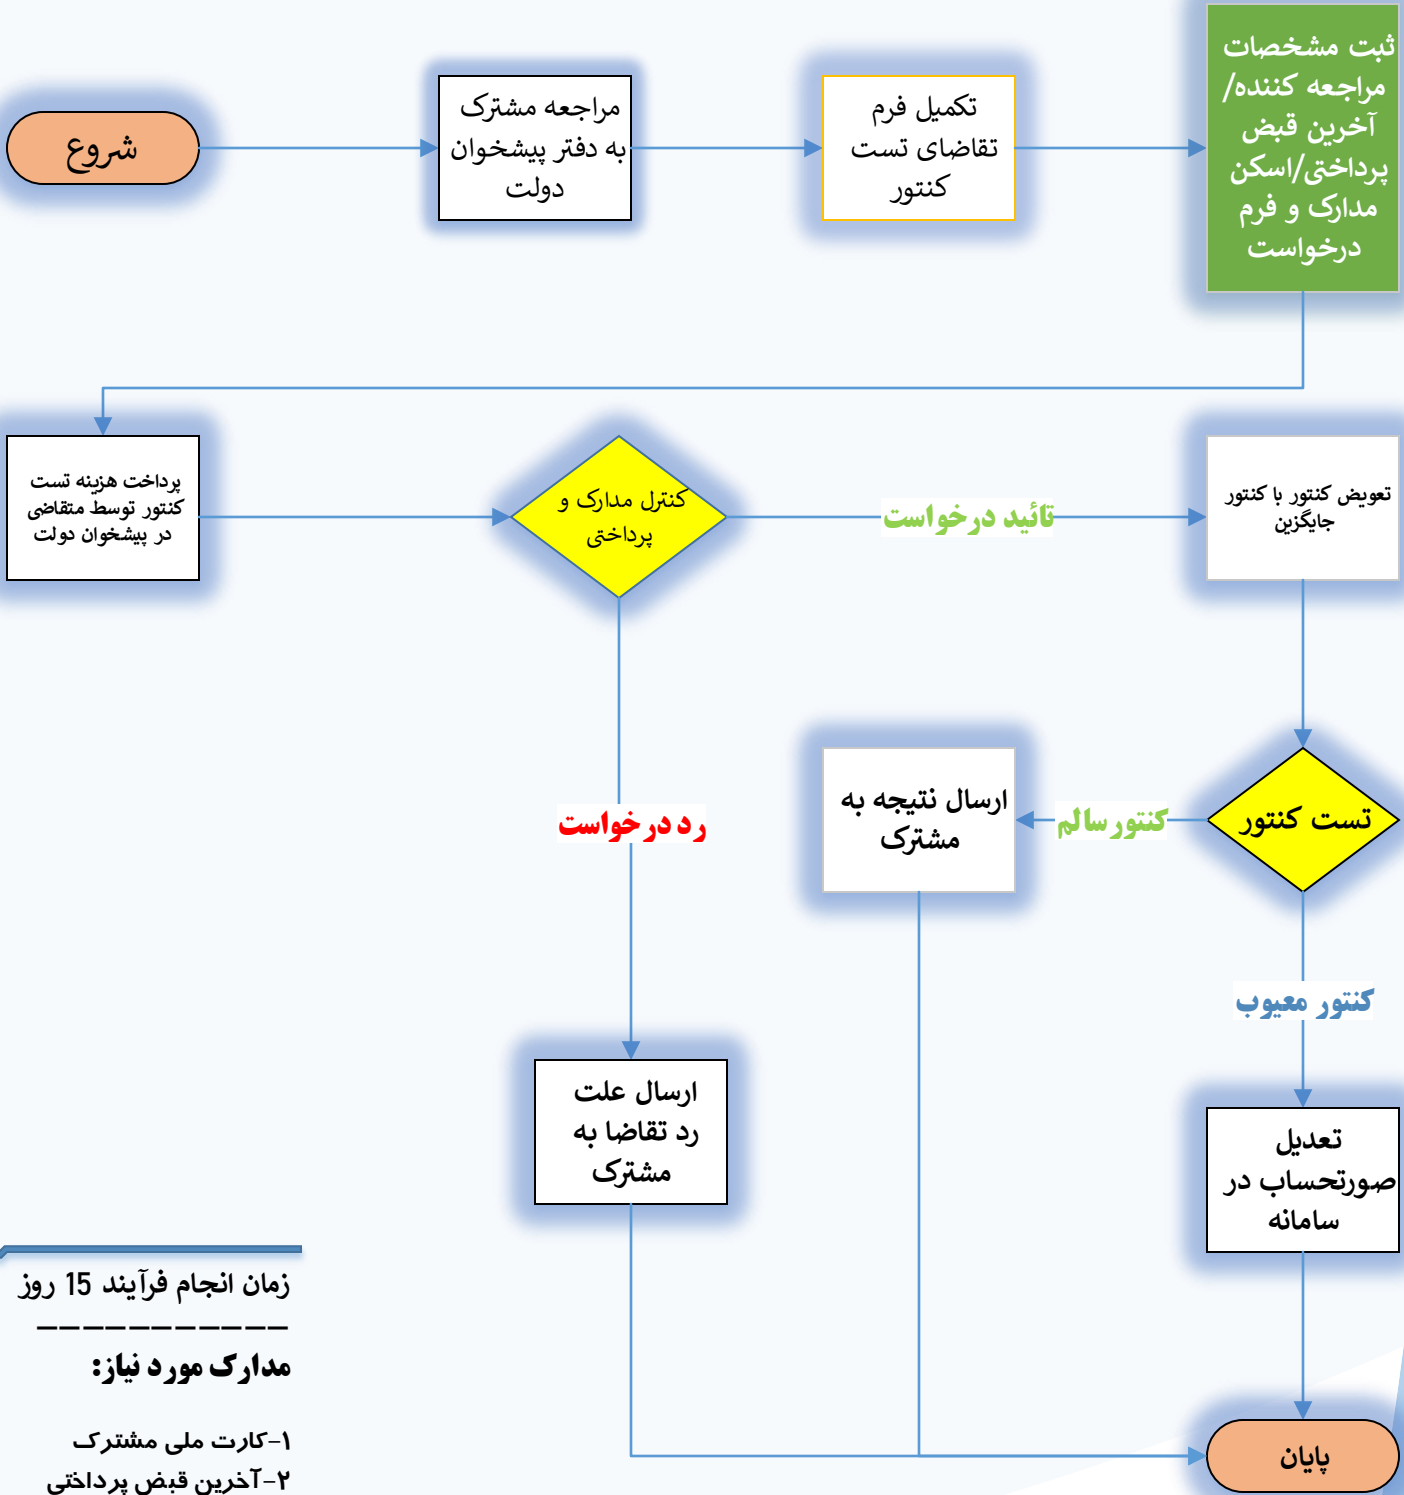 شروع
مراجعه مشترک
به دفتر پیشخوان
دولت
تکمیل فرم
تقاضای تست
کنتور
ثبت مشخصات
مراجعه کننده/
آخرین قبض
پرداختی/اسکن
مدارک و فرم
درخواست
پرداخت هزینه تست
کنتور توسط متقاضی
در پیشخوان دولت
کنترل مدارک و
پرداختی
تائید درخواست
تعویض کنتور با کنتور
جایگزین
رد درخواست
ارسال نتیجه به
مشترک
کنتور سالم
تست کنتور
کنتور معیوب
ارسال علت
رد تقاضا به
مشترک
تعدیل
صورتحساب در
سامانه
زمان انجام فرآیند 15 روز
-----------
مدارک مورد نیاز:
۱-کارت ملی مشترک
۲-آخرین قبض پرداختی
پایان